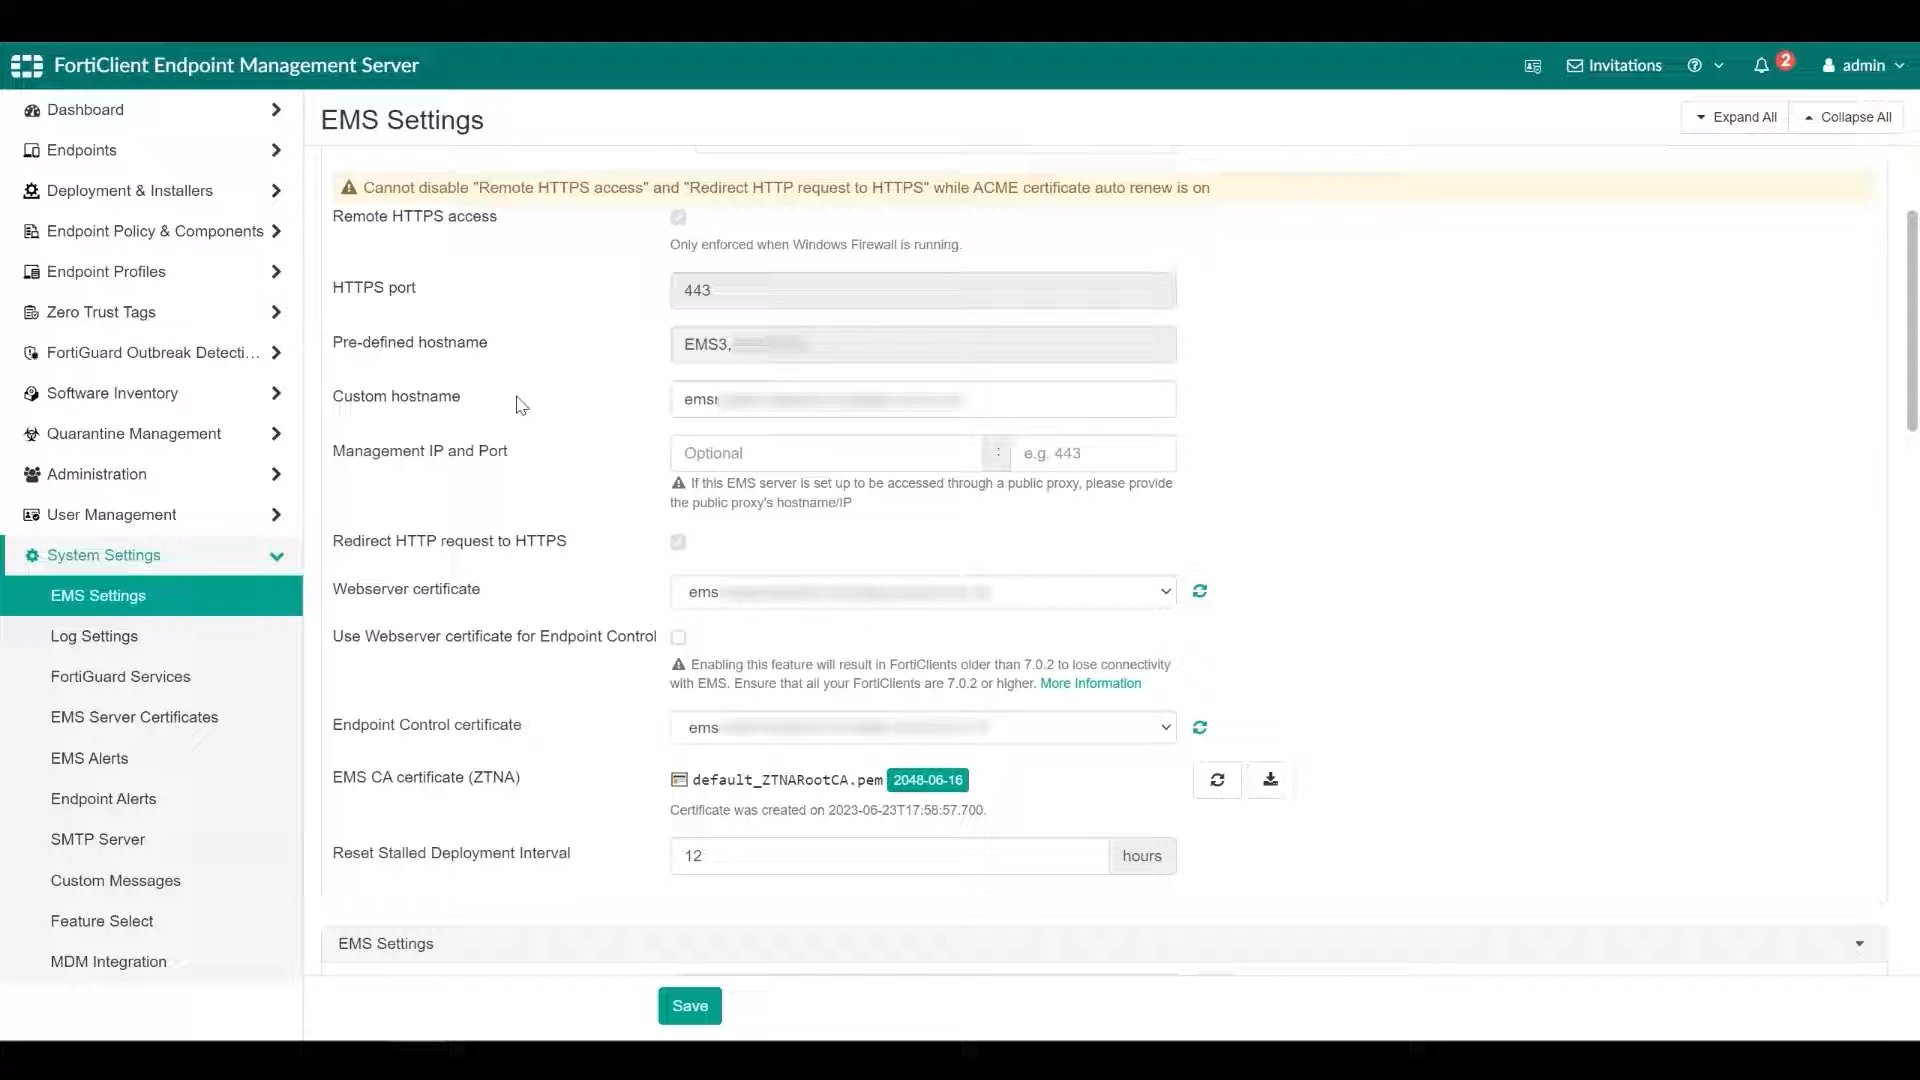 FortiClient Endpoint Management Server
Invitations
2
admin
Dashboard
Endpoints
Deployment & Installers
Endpoint Policy & Components
Endpoint Profiles
Zero Trust Tags
FortiGuard Outbreak Detecti...
Software Inventory
Quarantine Management
Administration
User Management
System Settings
EMS Settings
Log Settings
FortiGuard Services
EMS Server Certificates
EMS Alerts
Endpoint Alerts
SMTP Server
Custom Messages
Feature Select
MDM Integration
EMS Settings
Expand All
Collapse All
Cannot disable "Remote HTTPS access" and "Redirect HTTP request to HTTPS" while ACME certificate auto renew is on
Remote HTTPS access
Only enforced when Windows Firewall is running.
HTTPS port
443
Pre-defined hostname
EMS3,
Custom hostname
Management IP and Port
Optional : e.g. 443
If this EMS server is set up to be accessed through a public proxy, please provide
the public proxy's hostname/IP
Redirect HTTP request to HTTPS
Webserver certificate
ems
Use Webserver certificate for Endpoint Control
Enabling this feature will result in FortiClients older than 7.0.2 to lose connectivity
with EMS. Ensure that all your FortiClients are 7.0.2 or higher. More Information
Endpoint Control certificate
ems
EMS CA certificate (ZTNA)
default_ZTNARootCA.pem 2048-06-16
Certificate was created on 2023-06-23T17:58:57.700.
Reset Stalled Deployment Interval
12 hours
EMS Settings
Save